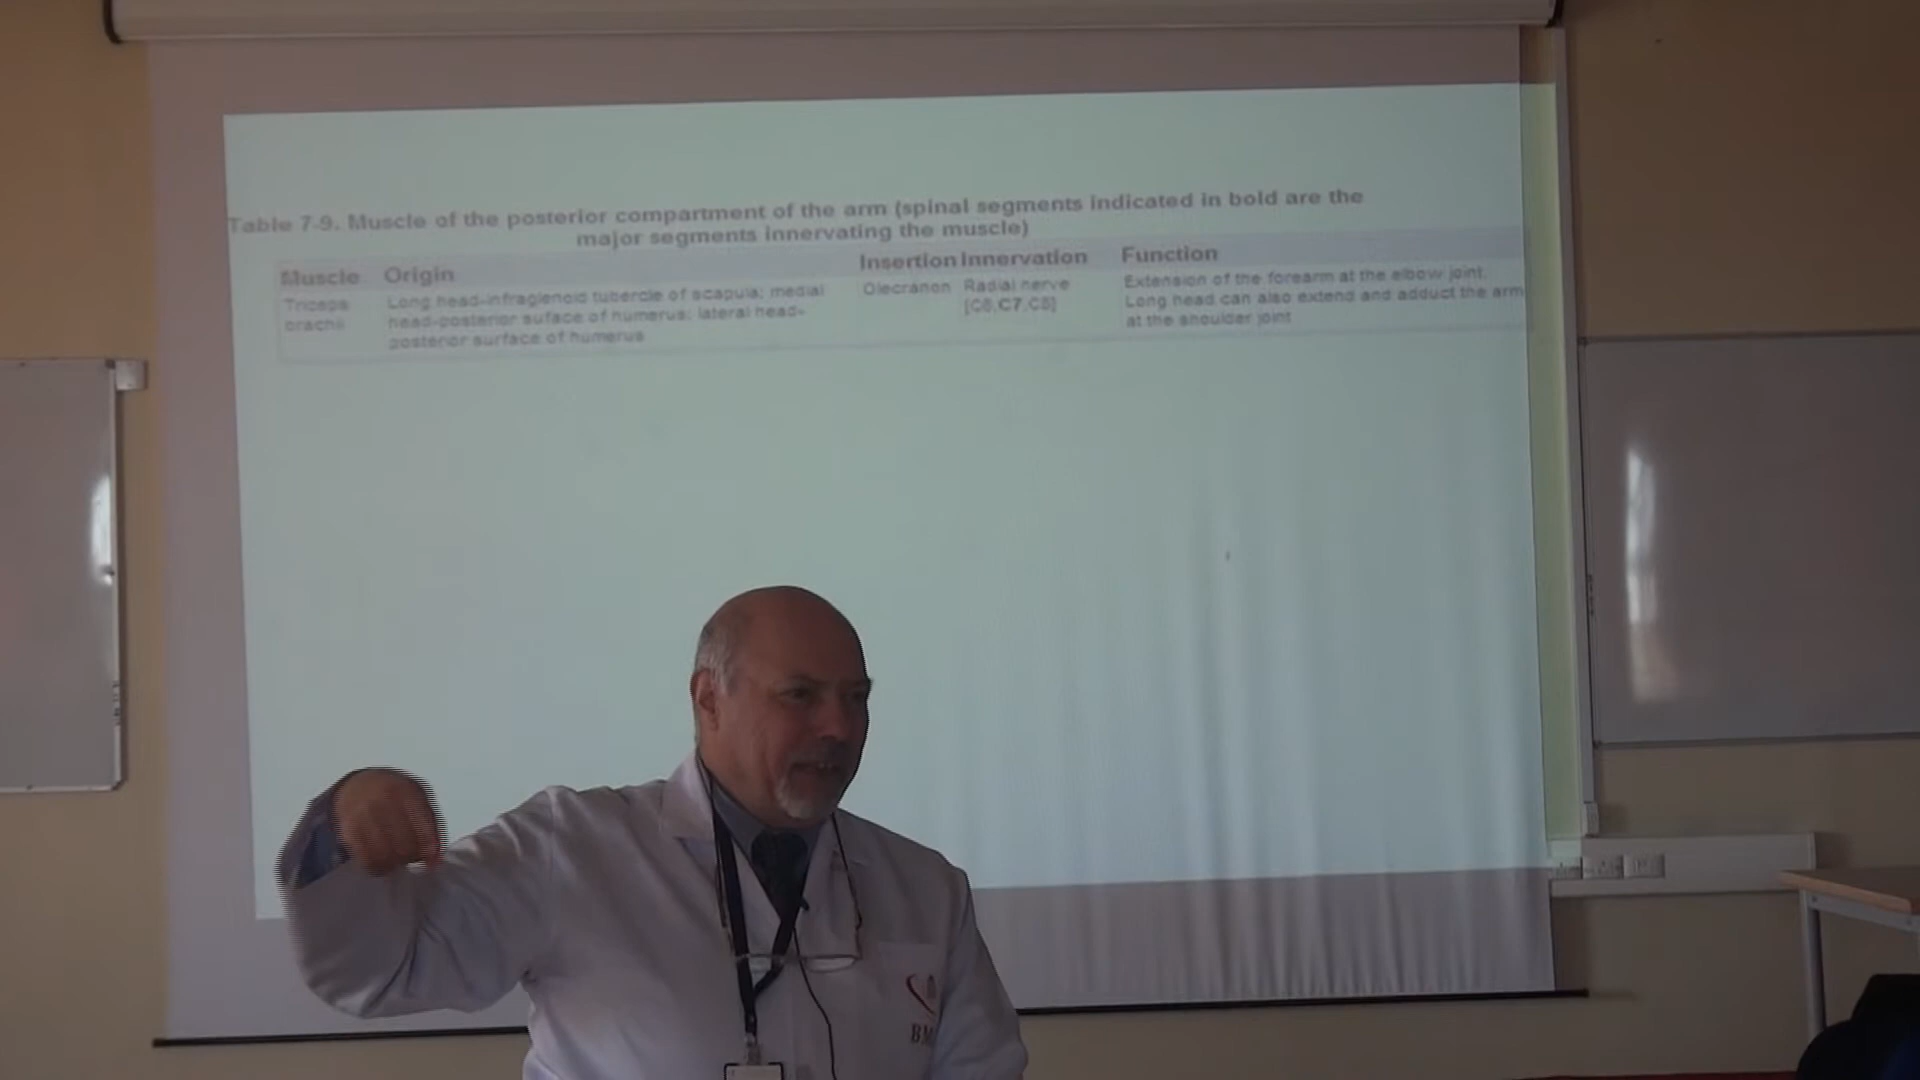 Table 7-9. Muscle of the posterior compartment of the arm (spinal segments indicated in bold are the
major segments innervating the muscle)
Muscle Origin Insertion Innervation Function
Triceps Long head-infraglenoid tubercle of scapula; medial Olecranon Radial nerve Extension of the forearm at the elbow joint.
brachii head-posterior suface of humerus; lateral head- [C6,C7,C8] Long head can also extend and adduct the arm
posterior surface of humerus at the shoulder joint